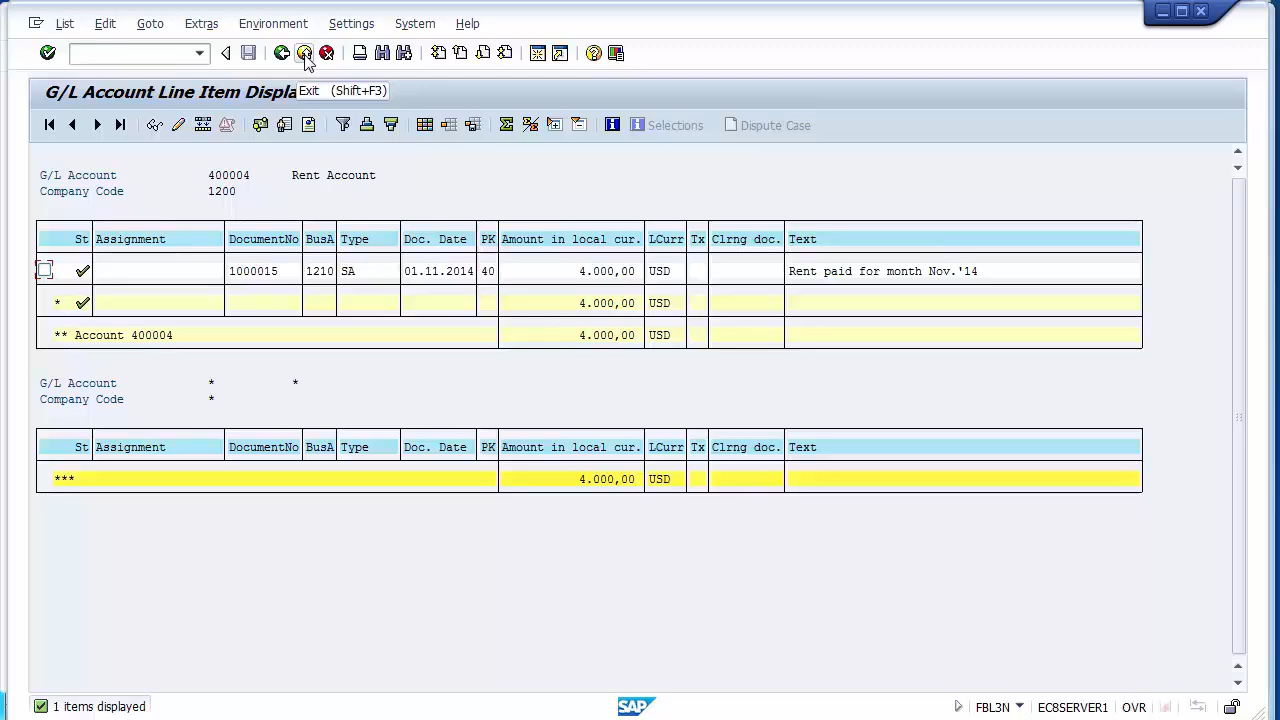 List Edit Goto Extras Environment Settings System Help
G/L Account Line Item Displa
Exit (Shift+F3)
Selections Dispute Case
G/L Account 400004 Rent Account
Company Code 1200
St Assignment DocumentNo BusA Type Doc. Date PK Amount in local cur. LCurr Tx Clrng doc. Text
1000015 1210 SA 01.11.2014 40 4.000,00 USD Rent paid for month Nov.'14
* 4.000,00 USD
** Account 400004 4.000,00 USD
G/L Account * *
Company Code *
St Assignment DocumentNo BusA Type Doc. Date PK Amount in local cur. LCurr Tx Clrng doc. Text
*** 4.000,00 USD
1 items displayed SAP FBL3N EC8SERVER1 OVR